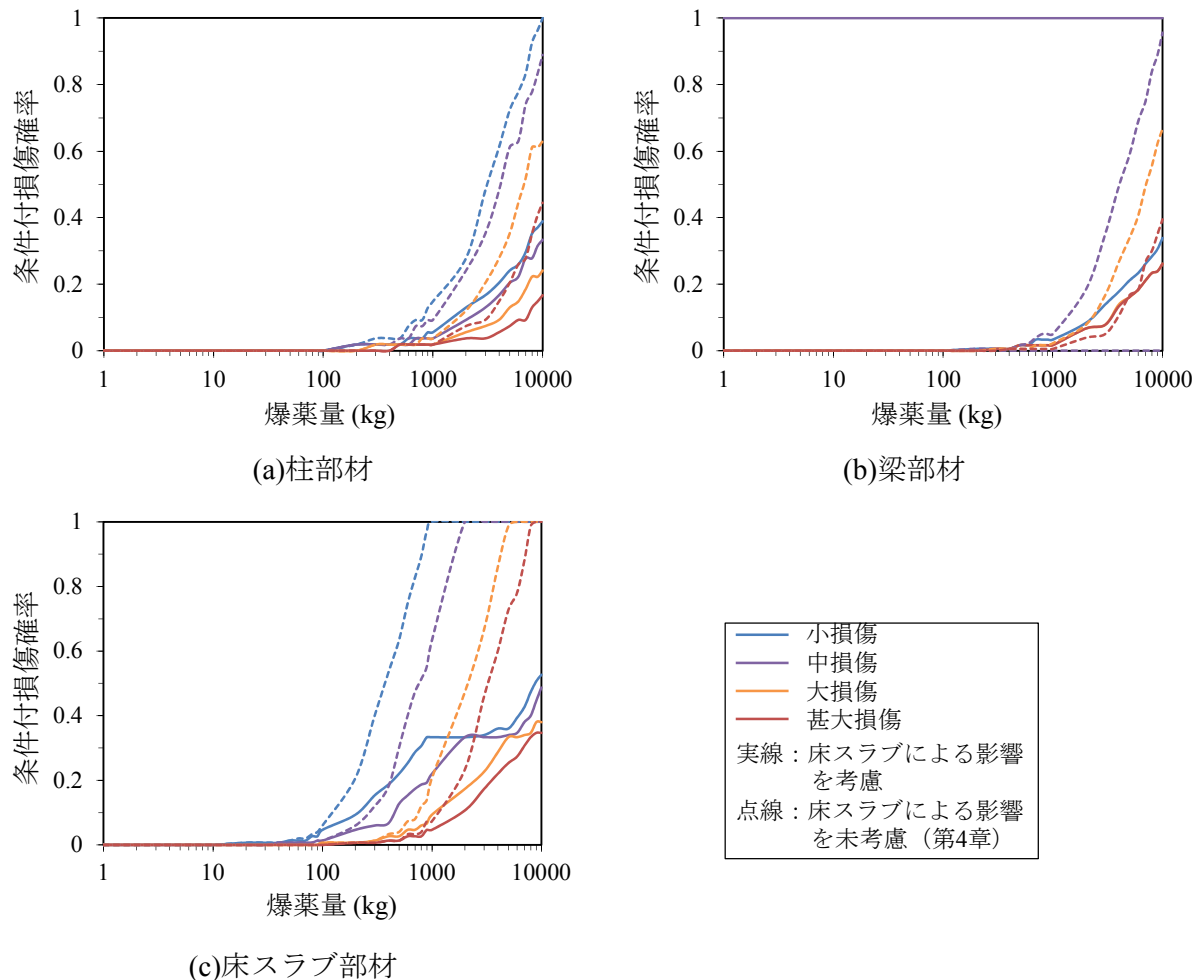 1
0.8
0.6
0.4
0.2
0
条件付損傷確率
1 10 100 1000 10000
爆薬量 (kg)
(a)柱部材
1
0.8
0.6
0.4
0.2
0
条件付損傷確率
1 10 100 1000 10000
爆薬量 (kg)
(b)梁部材
1
0.8
0.6
0.4
0.2
0
条件付損傷確率
1 10 100 1000 10000
爆薬量 (kg)
(c)床スラブ部材
小損傷
中損傷
大損傷
甚大損傷
実線：床スラブによる影響
を考慮
点線：床スラブによる影響
を未考慮（第4章）